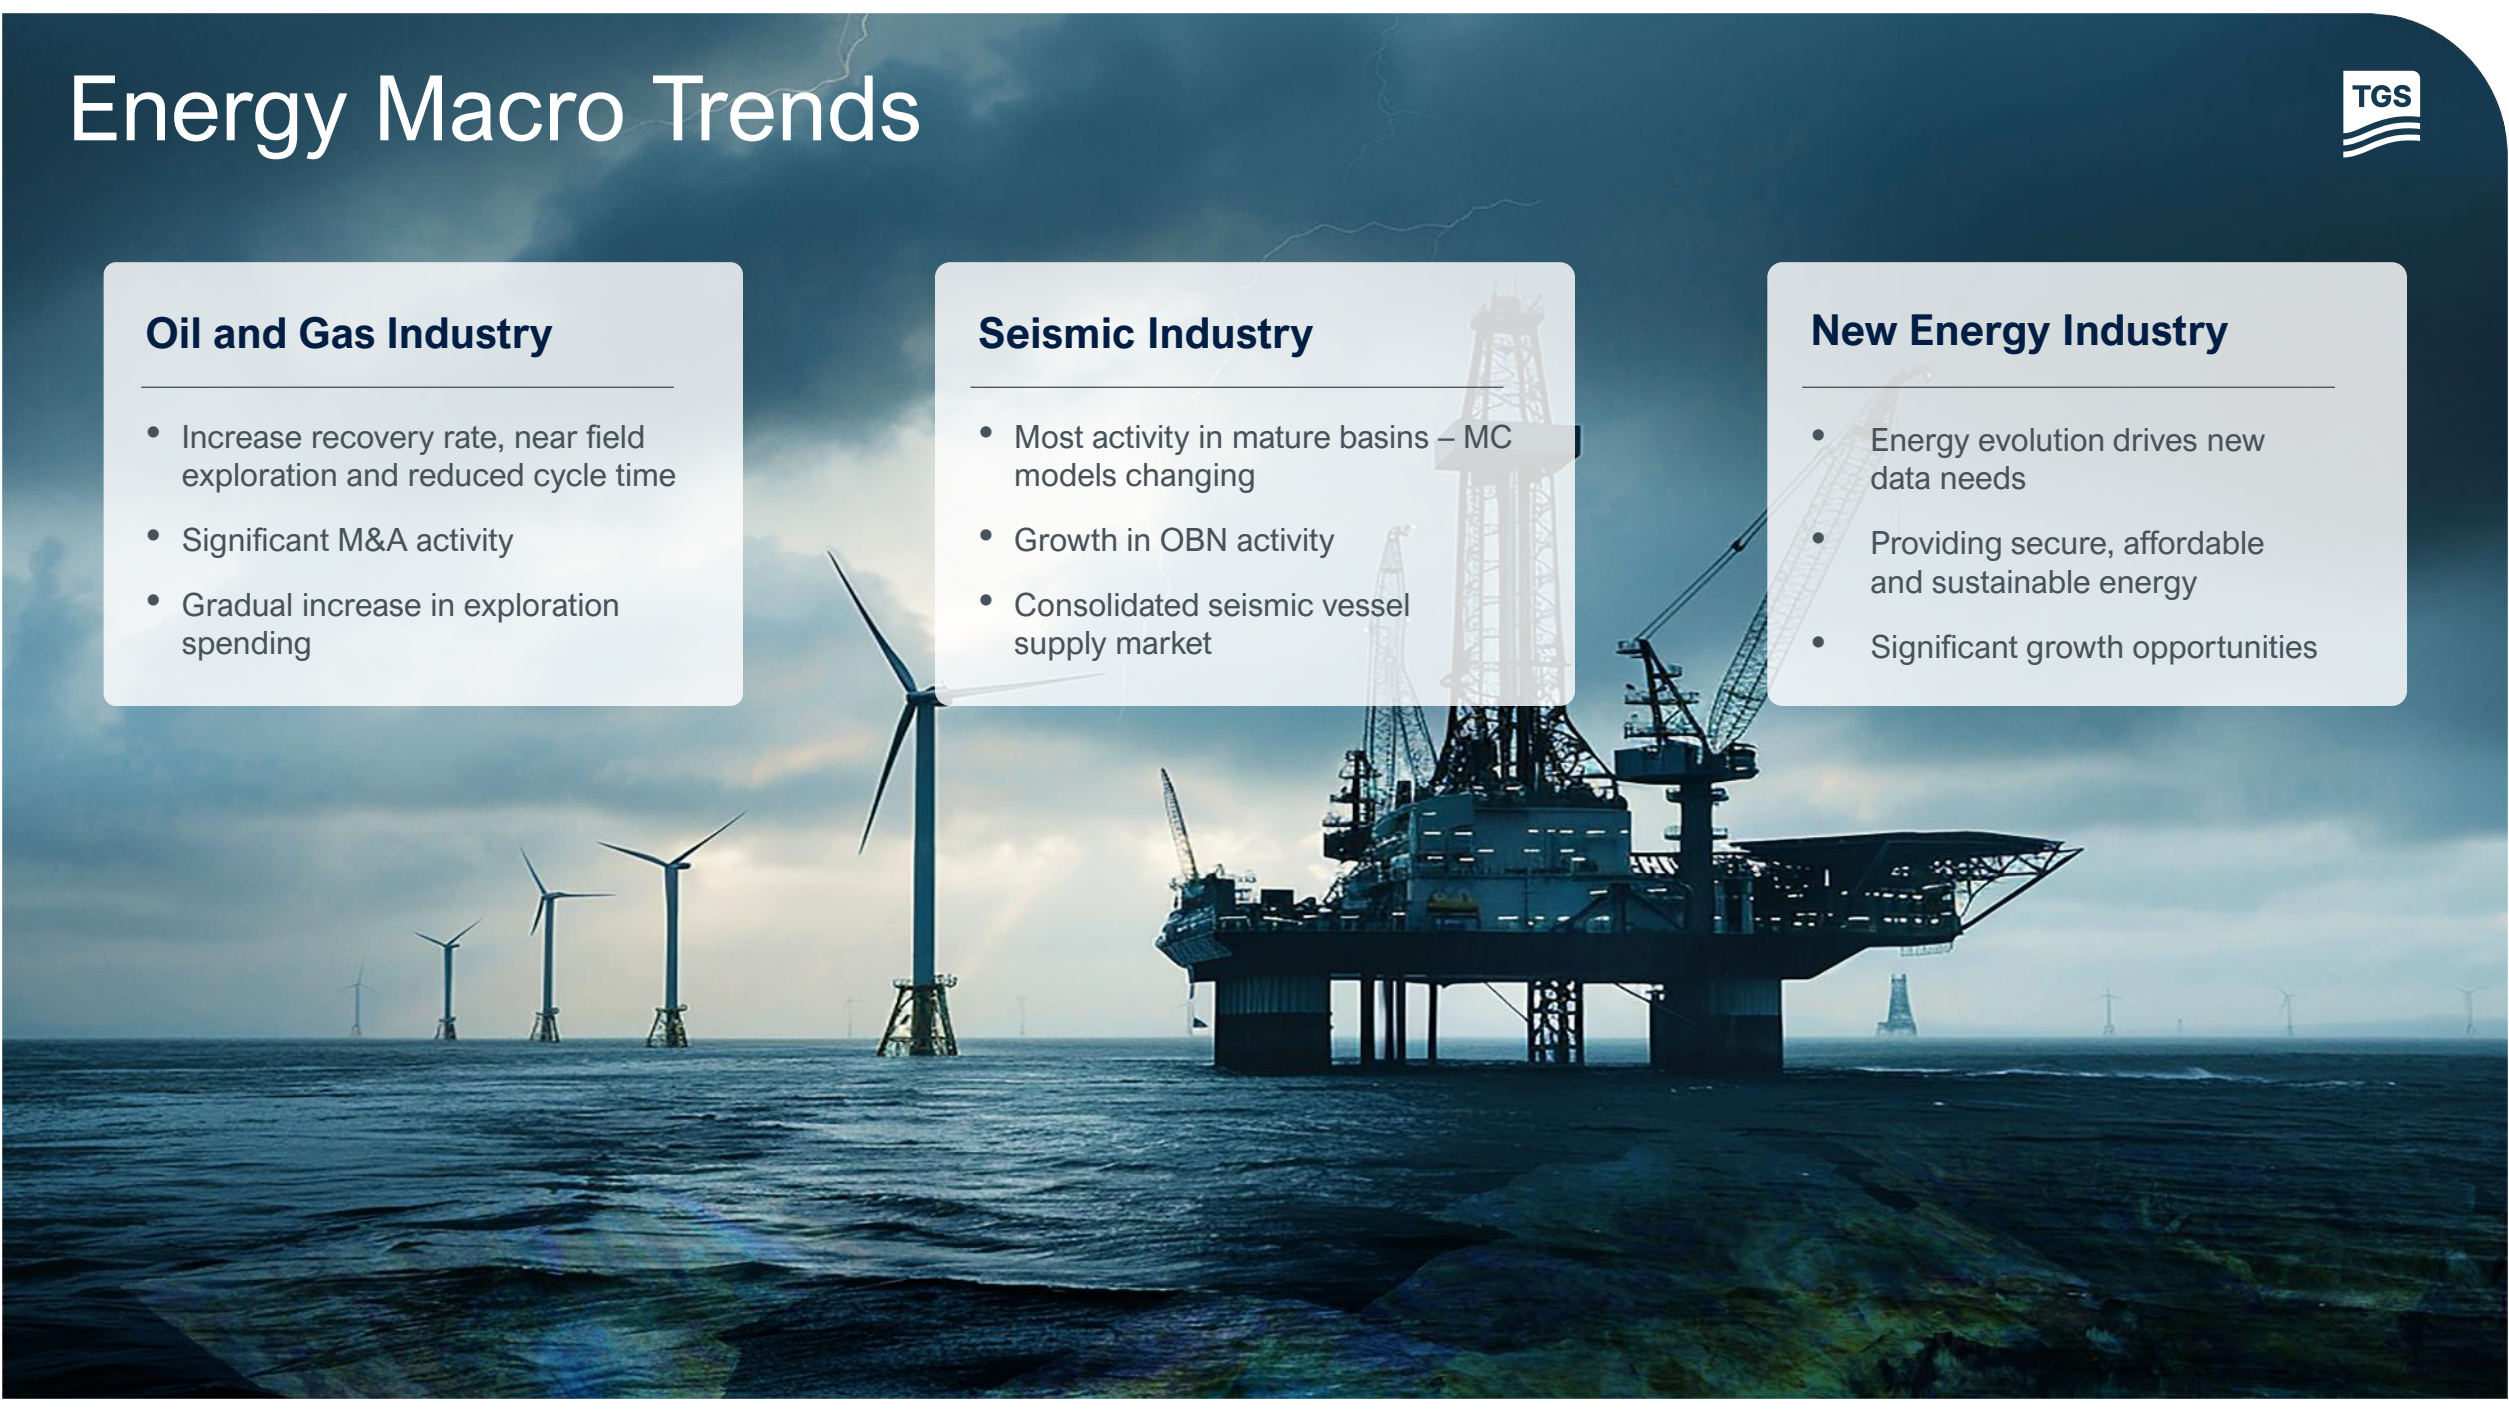 Energy Macro Trends
TGS
Oil and Gas Industry
• Increase recovery rate, near field
exploration and reduced cycle time
• Significant M&A activity
• Gradual increase in exploration
spending
Seismic Industry
• Most activity in mature basins – MC
models changing
• Growth in OBN activity
• Consolidated seismic vessel
supply market
New Energy Industry
• Energy evolution drives new
data needs
• Providing secure, affordable
and sustainable energy
• Significant growth opportunities